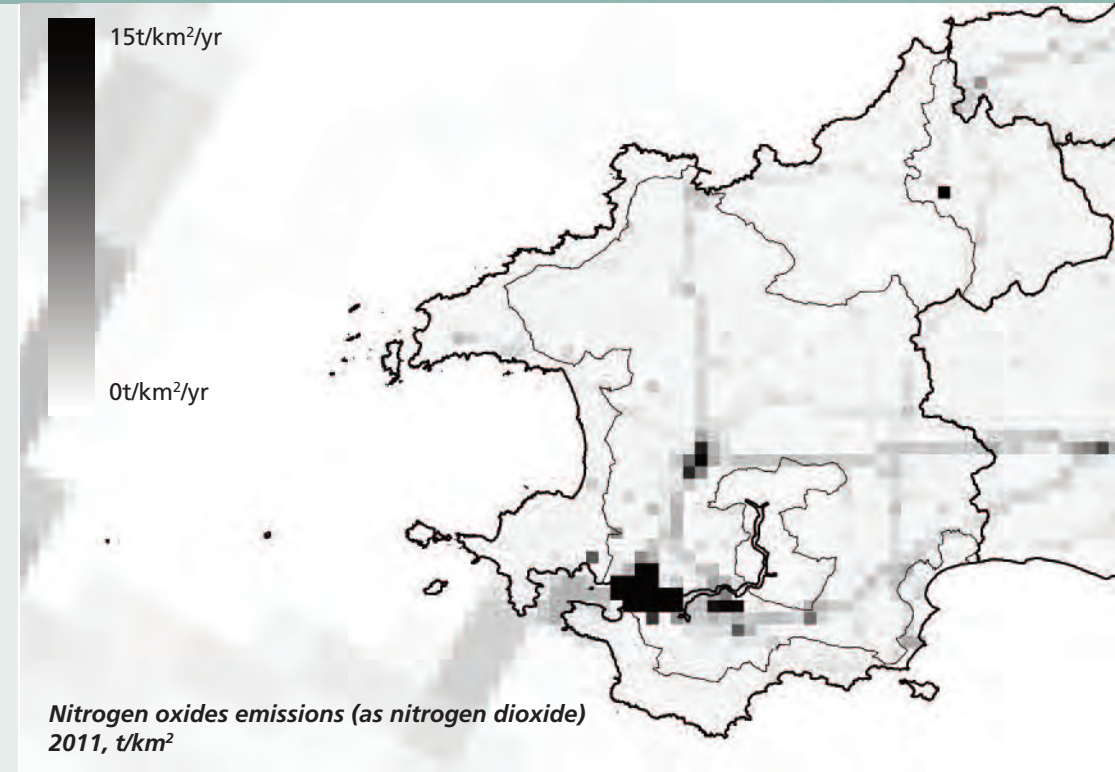 15t/km²/yr
0t/km²/yr
Nitrogen oxides emissions (as nitrogen dioxide)
2011, t/km²